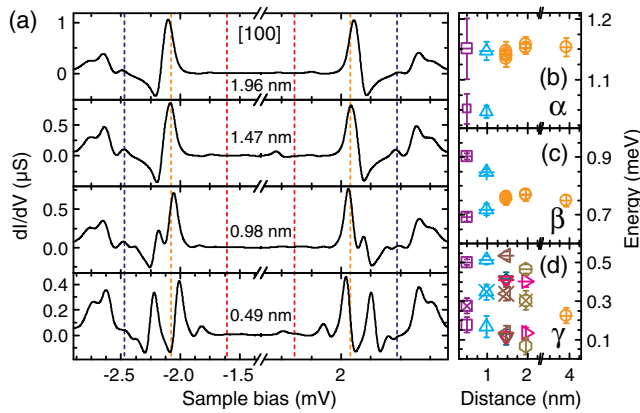 (a)
[100]
1
0
1.96 nm
0.5
0.0
1.47 nm
0.5
0.0
0.98 nm
0.4
0.2
0.0
0.49 nm
dI/dV (µS)
-2.5 -2.0 -1.5 2
Sample bias (mV)
1.2
1.1
(b)
α
0.9
0.7
(c)
β
0.5
0.3
0.1
(d)
γ
Energy (meV)
1 2 4
Distance (nm)